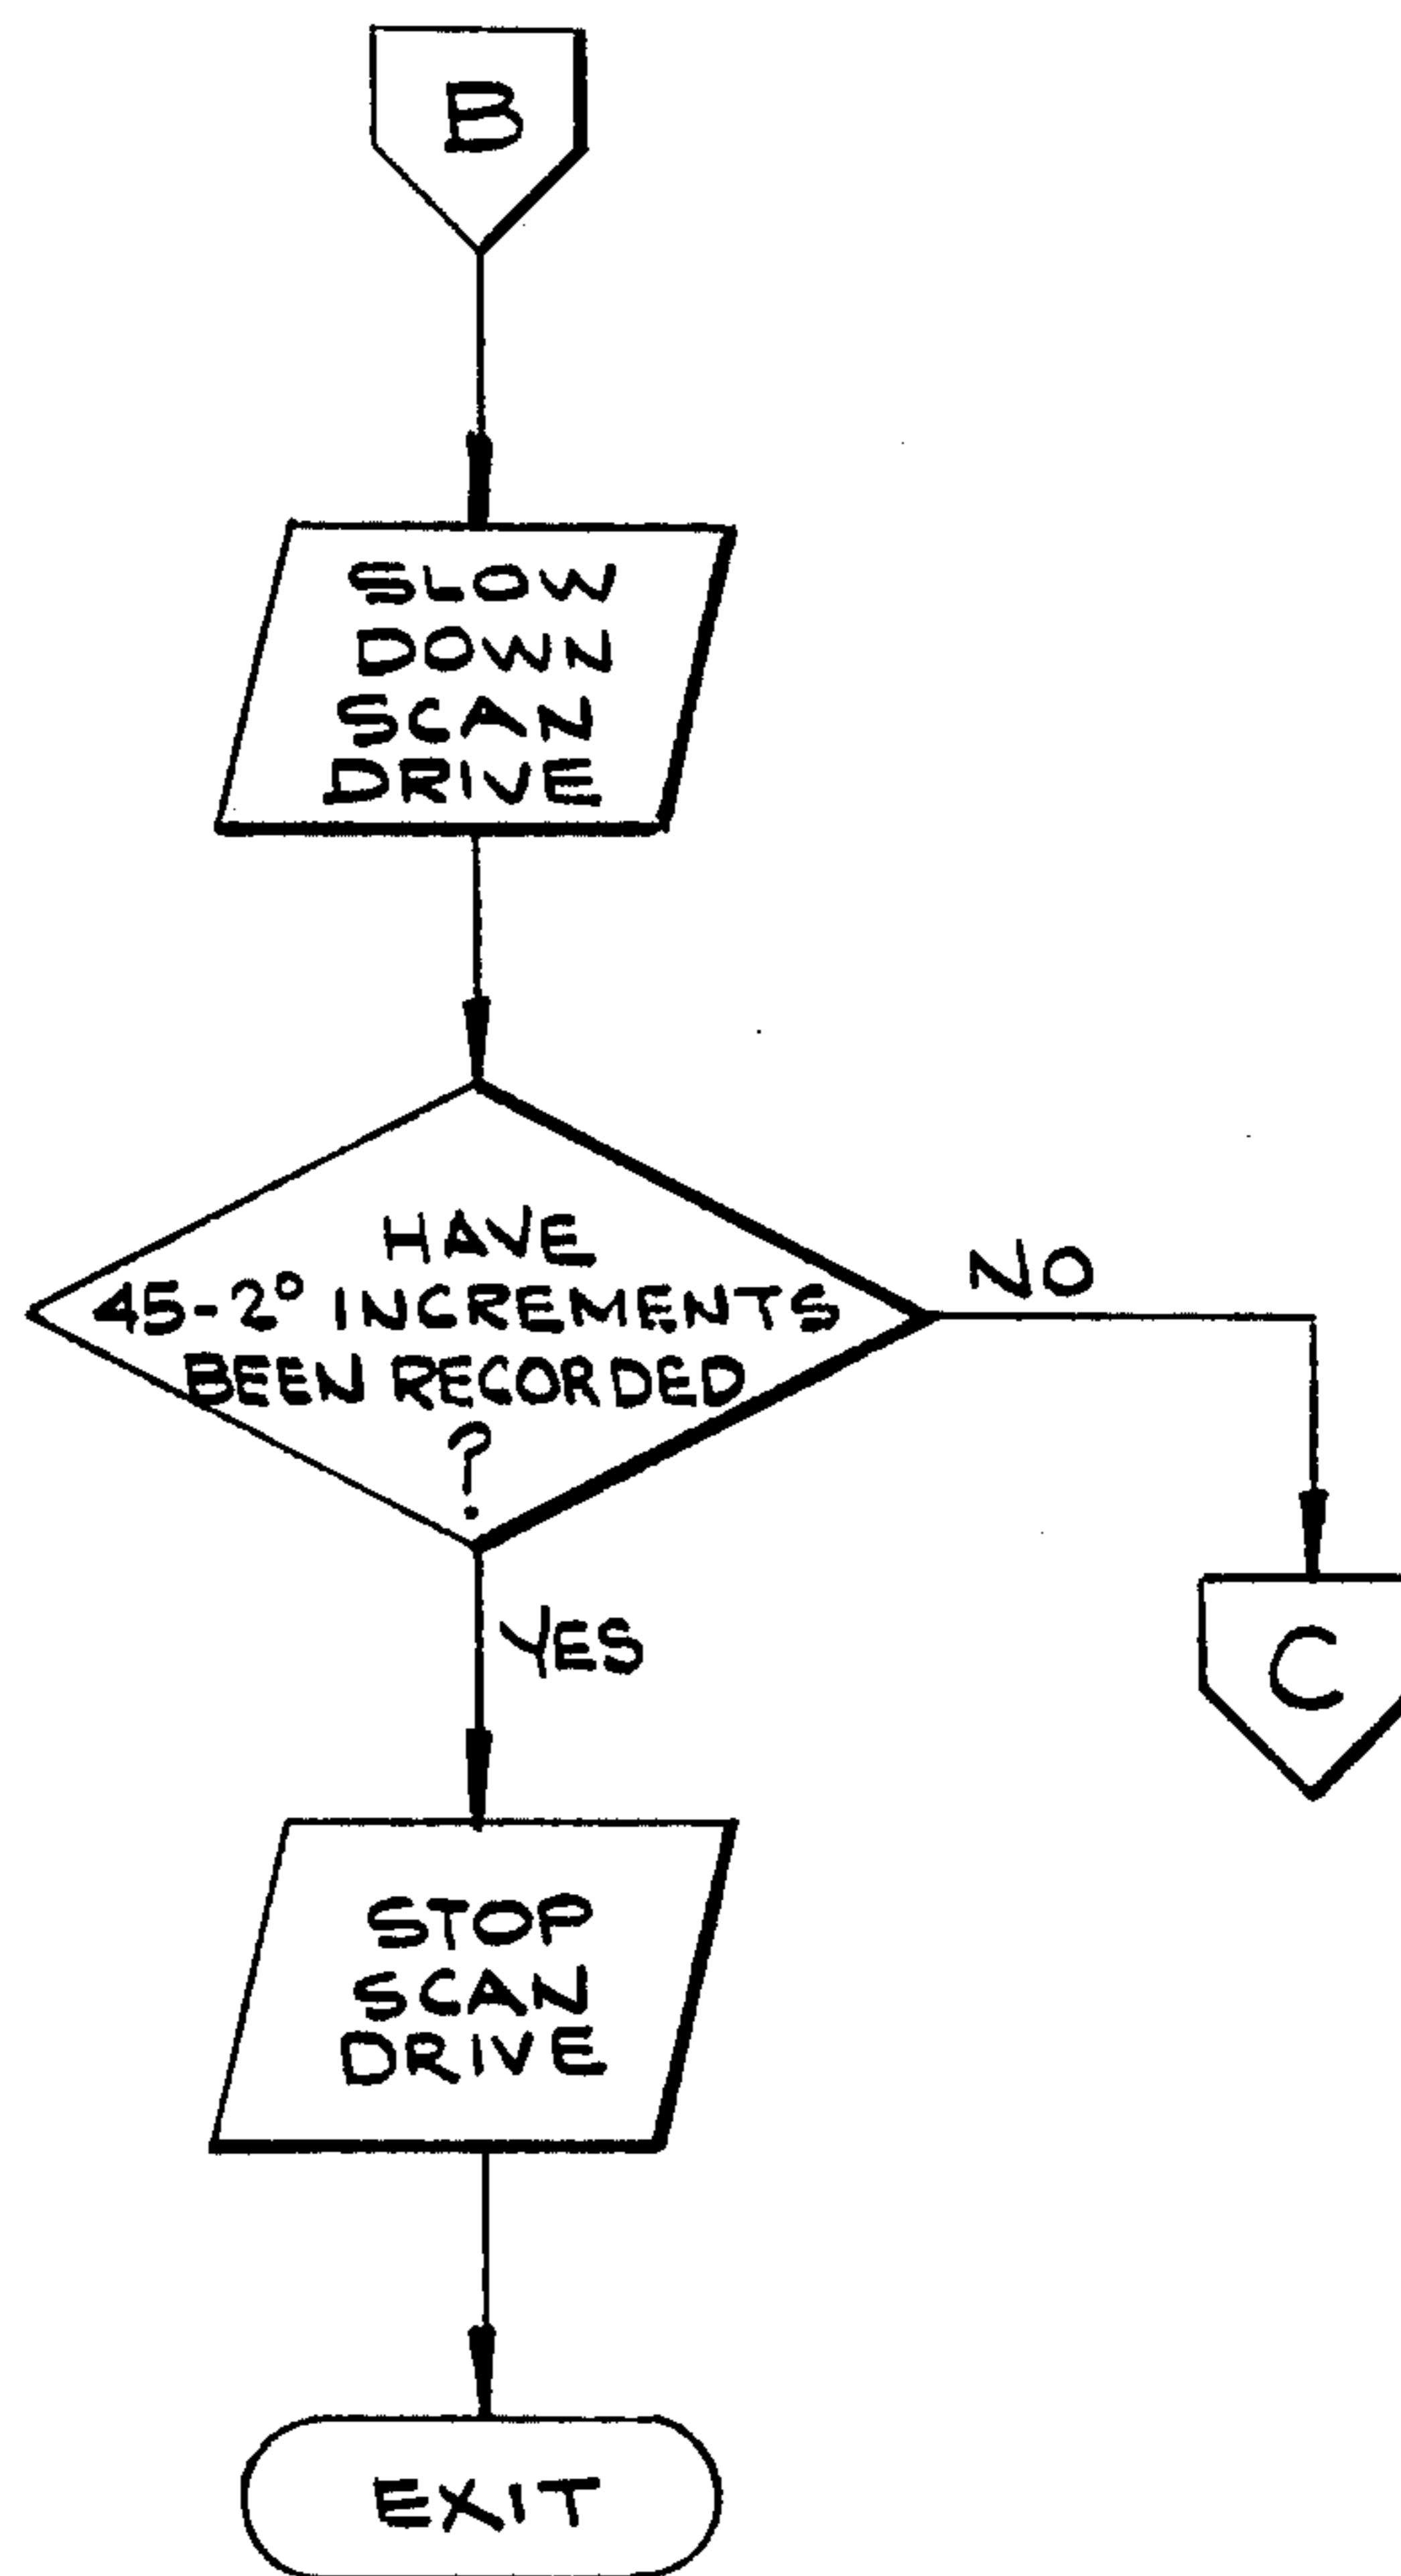 B
SLOW
DOWN
SCAN
DRIVE
HAVE
45-2° INCREMENTS
BEEN RECORDED
?
NO
YES
C
STOP
SCAN
DRIVE
EXIT